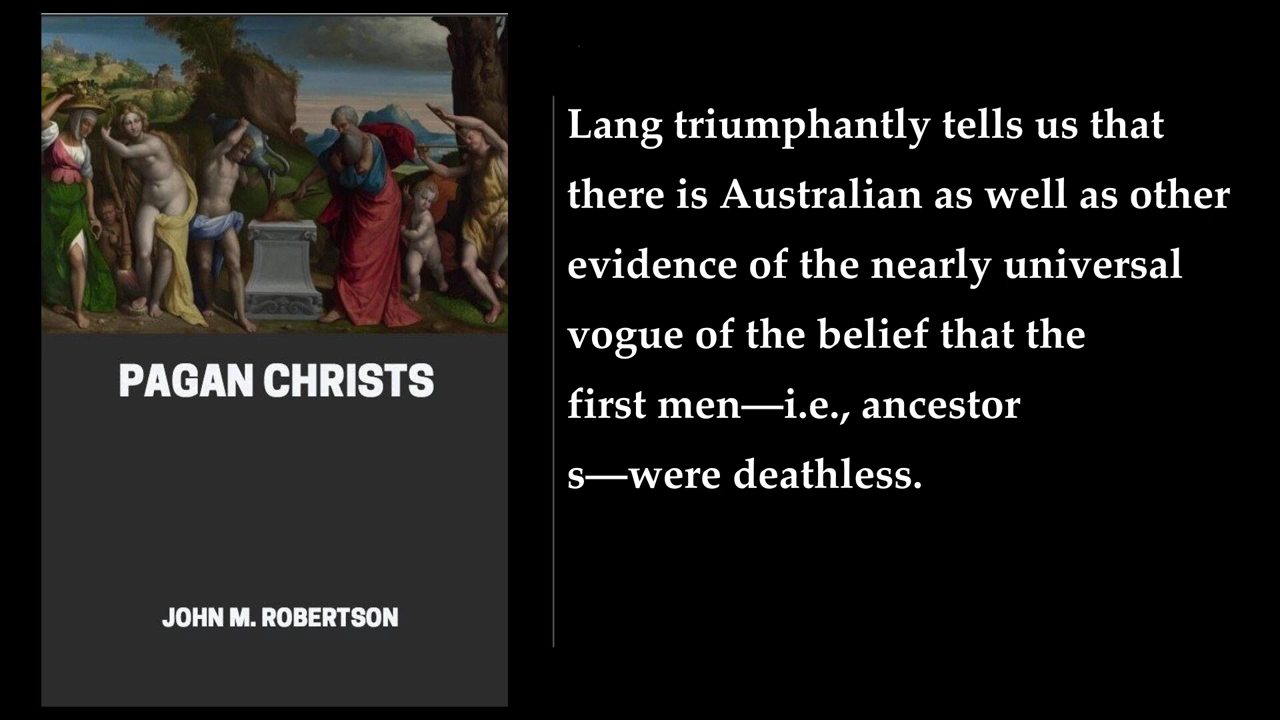 PAGAN CHRISTS
JOHN M. ROBERTSON
Lang triumphantly tells us that
there is Australian as well as other
evidence of the nearly universal
vogue of the belief that the
first men—i.e., ancestor
s—were deathless.